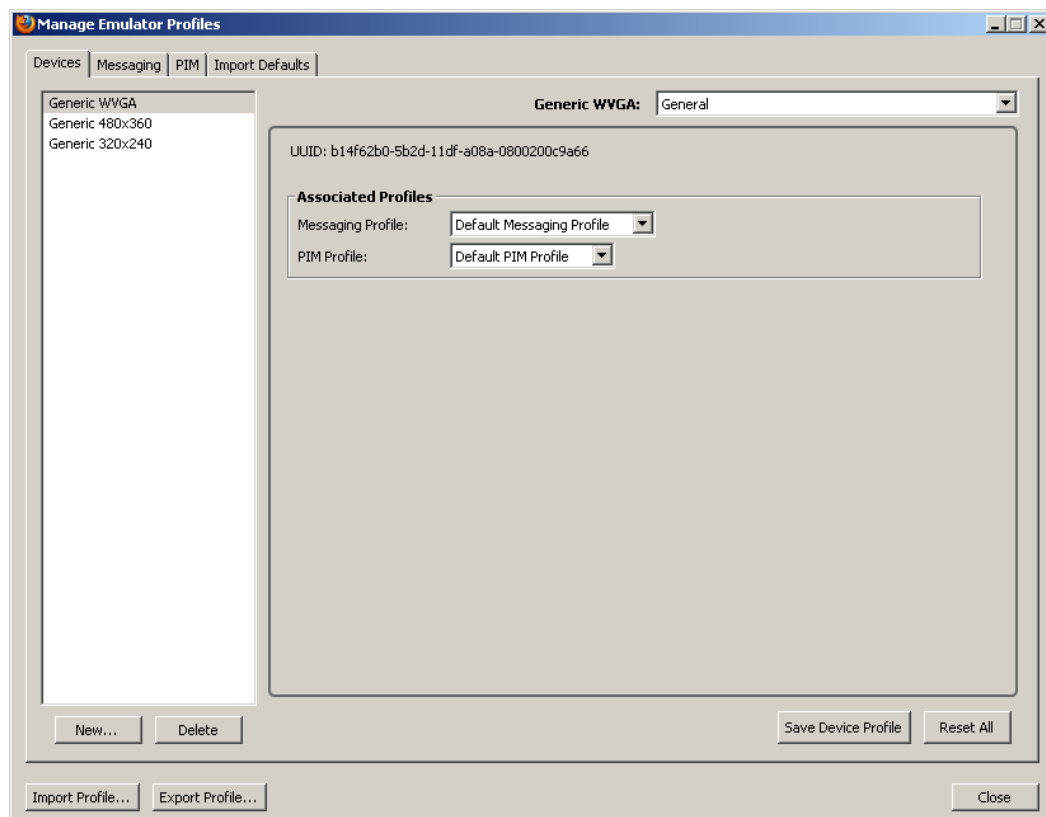 Manage Emulator Profiles
Devices Messaging PIM Import Defaults
Generic WVGA
Generic 480x360
Generic 320x240
Generic WVGA: General
UUID: b14f62b0-5b2d-11df-a08a-0800200c9a66
Associated Profiles
Messaging Profile: Default Messaging Profile
PIM Profile: Default PIM Profile
New... Delete
Save Device Profile Reset All
Import Profile... Export Profile...
Close